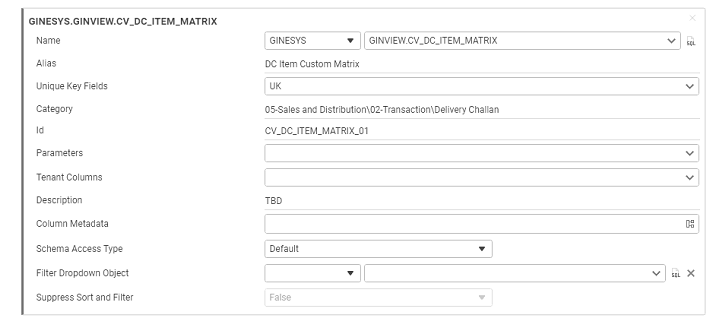 GINESYS.GINVIEW.CV_DC_ITEM_MATRIX
Name GINESYS GINVIEW.CV_DC_ITEM_MATRIX SQL
Alias DC Item Custom Matrix
Unique Key Fields UK
Category 05-Sales and Distribution\02-Transaction\Delivery Challan
Id CV_DC_ITEM_MATRIX_01
Parameters
Tenant Columns
Description TBD
Column Metadata
Schema Access Type Default
Filter Dropdown Object SQL
Suppress Sort and Filter False